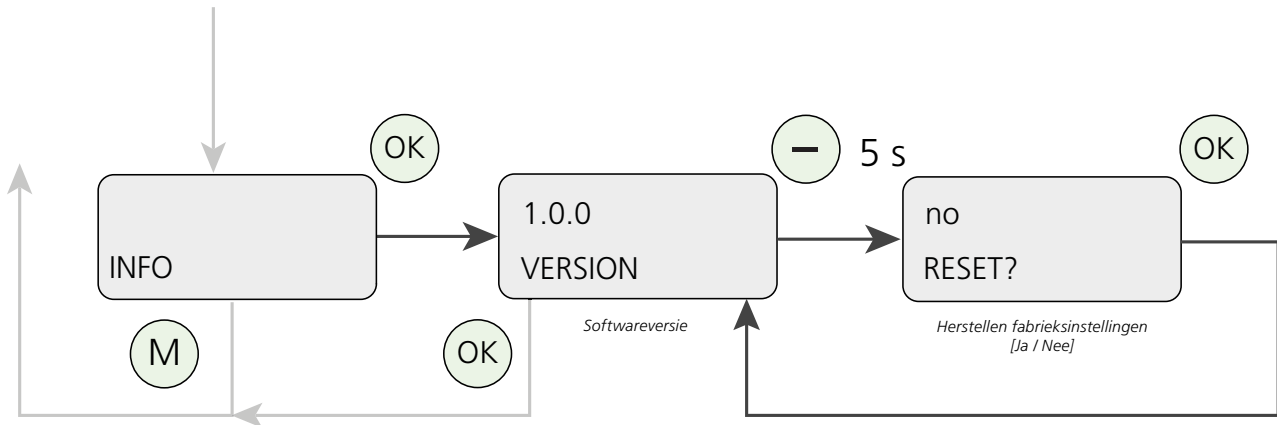 OK
INFO
M
1.0.0
VERSION
Softwareversie
OK
– 5 s
no
RESET?
Herstellen fabrieksinstellingen
[Ja / Nee]
OK